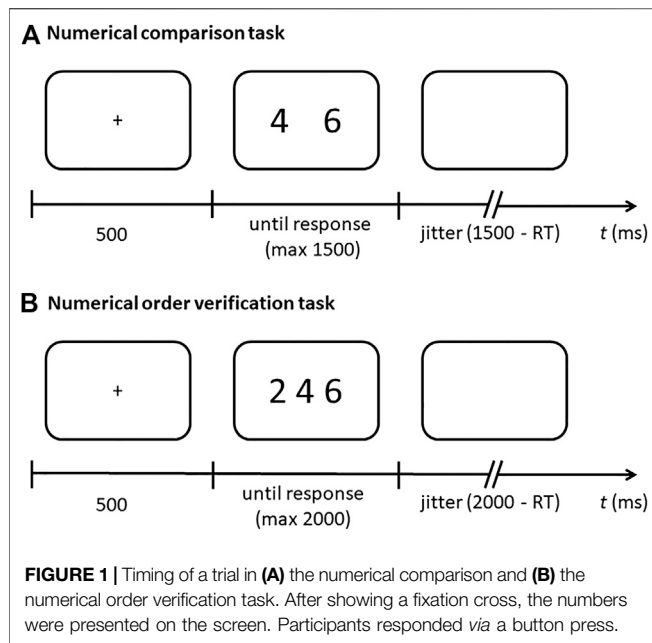 A Numerical comparison task
+
4 6
500
until response
(max 1500)
jitter (1500 - RT)
t (ms)
B Numerical order verification task
+
2 4 6
500
until response
(max 2000)
jitter (2000 - RT)
t (ms)
FIGURE 1 | Timing of a trial in (A) the numerical comparison and (B) the
numerical order verification task. After showing a fixation cross, the numbers
were presented on the screen. Participants responded via a button press.